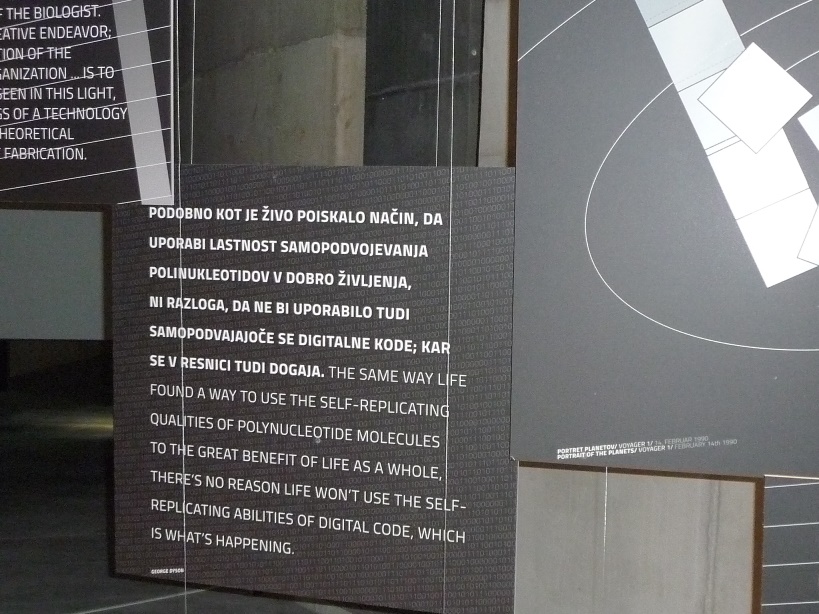 F THE BIOLOGIST.
EATIVE ENDEAVOR;
TION OF THE
GANIZATION ... IS TO
SEEN IN THIS LIGHT,
GS OF A TECHNOLOGY
HEORETICAL
FABRICATION.
PODOBNO KOT JE ŽIVO POISKALO NAČIN, DA
UPORABI LASTNOST SAMOPODVOJEVANJA
POLINUKLEOTIDOV V DOBRO ŽIVLJENJA,
NI RAZLOGA, DA NE BI UPORABILO TUDI
SAMOPODVAJAJOČE SE DIGITALNE KODE; KAR
SE V RESNICI TUDI DOGAJA. THE SAME WAY LIFE
FOUND A WAY TO USE THE SELF-REPLICATING
QUALITIES OF POLYNUCLEOTIDE MOLECULES
TO THE GREAT BENEFIT OF LIFE AS A WHOLE,
THERE'S NO REASON LIFE WON'T USE THE SELF-
REPLICATING ABILITIES OF DIGITAL CODE, WHICH
IS WHAT'S HAPPENING.
GEORGE DYSON
PORTRET PLANETOV/ VOYAGER 1/ 14. FEBRUAR 1990
PORTRAIT OF THE PLANETS/ VOYAGER 1/ FEBRUARY 14th 1990